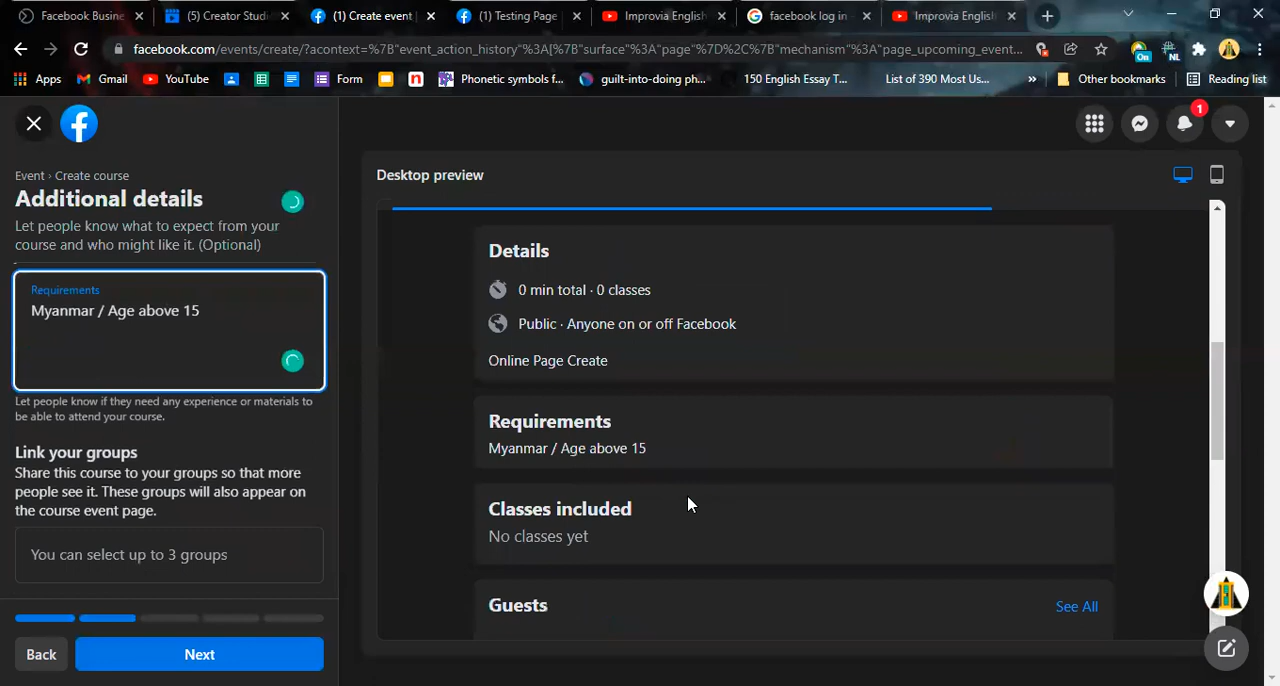 Facebook Busine
(5) Creator Studi
(1) Create event
(1) Testing Page
Improvia English
facebook log in
Improvia English
facebook.com/events/create/?acontext=%7B"event_action_history"%3A[%7B"surface"%3A"page"%7D%2C%7B"mechanism"%3A"page_upcoming_event...
Apps
Gmail
YouTube
Form
Phonetic symbols f...
guilt-into-doing ph...
150 English Essay T...
List of 390 Most Us...
»
Other bookmarks
Reading list
On
NL
1
Event › Create course
Additional details
Let people know what to expect from your
course and who might like it. (Optional)
Requirements
Myanmar / Age above 15
Let people know if they need any experience or materials to
be able to attend your course.
Link your groups
Share this course to your groups so that more
people see it. These groups will also appear on
the course event page.
You can select up to 3 groups
Back
Next
Desktop preview
Details
0 min total · 0 classes
Public · Anyone on or off Facebook
Online Page Create
Requirements
Myanmar / Age above 15
Classes included
No classes yet
Guests
See All